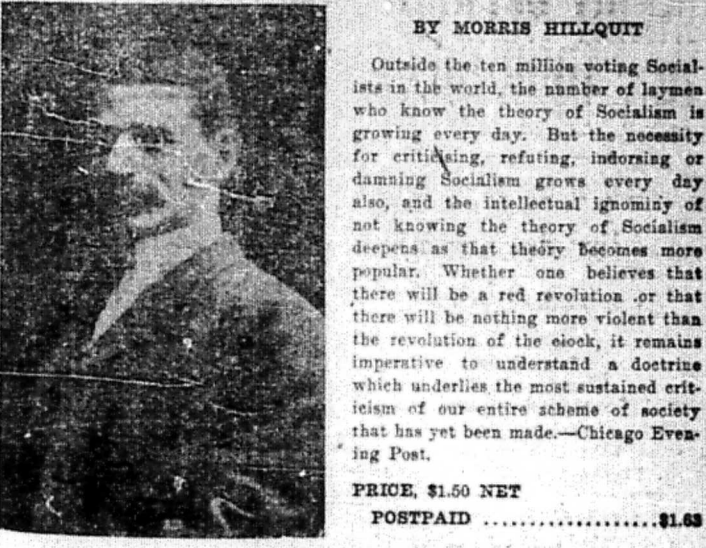 BY MORRIS HILLQUIT
Outside the ten million voting Social-
ists in the world, the number of laymen
who know the theory of Socialism is
growing every day. But the necessity
for criticising, refuting, indorsing or
damning Socialism grows every day
also, and the intellectual ignominy of
not knowing the theory of Socialism
deepens as that theory becomes more
popular. Whether one believes that
there will be a red revolution or that
there will be nothing more violent than
the revolution of the clock, it remains
imperative to understand a doctrine
which underlies the most sustained crit-
icism of our entire scheme of society
that has yet been made.—Chicago Even-
ing Post.
PRICE, $1.50 NET
POSTPAID ....................$1.63